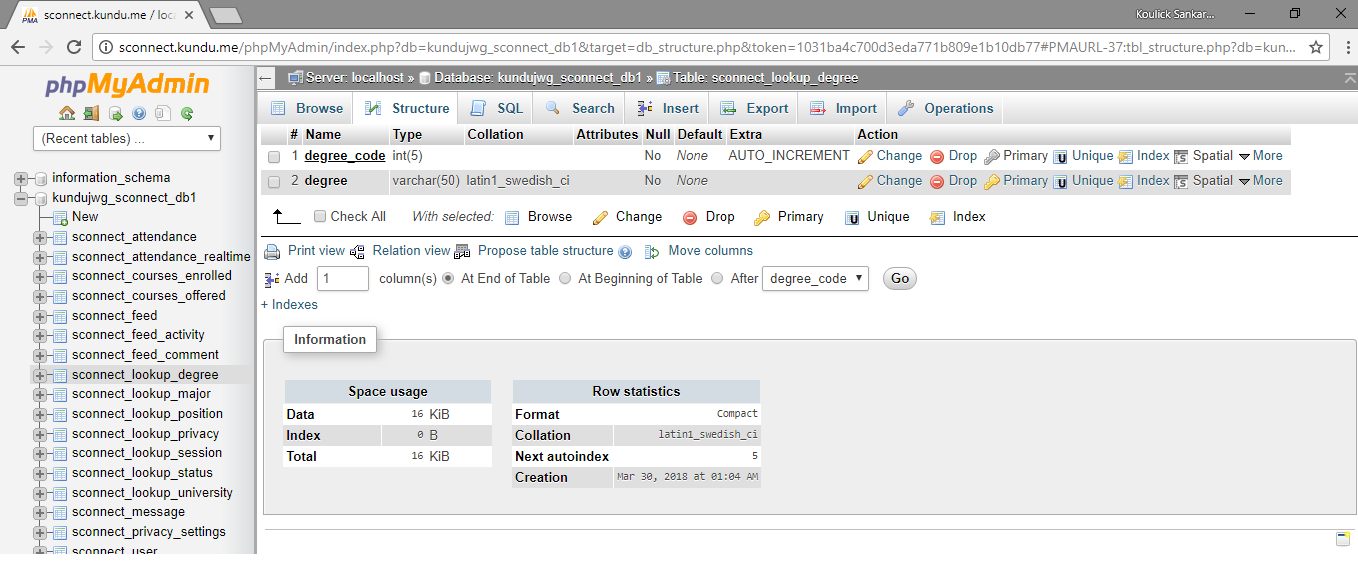 sconnect.kundu.me / loca
Koulick Sankar...
sconnect.kundu.me/phpMyAdmin/index.php?db=kundujwg_sconnect_db1&target=db_structure.php&token=1031ba4c700d3eda771b809e1b10db77#PMAURL-37:tbl_structure.php?db=kun...
phpMyAdmin
(Recent tables) ...
information_schema
kundujwg_sconnect_db1
New
sconnect_attendance
sconnect_attendance_realtime
sconnect_courses_enrolled
sconnect_courses_offered
sconnect_feed
sconnect_feed_activity
sconnect_feed_comment
sconnect_lookup_degree
sconnect_lookup_major
sconnect_lookup_position
sconnect_lookup_privacy
sconnect_lookup_session
sconnect_lookup_status
sconnect_lookup_university
sconnect_message
sconnect_privacy_settings
sconnect_user
Server: localhost » Database: kundujwg_sconnect_db1 » Table: sconnect_lookup_degree
Browse Structure SQL Search Insert Export Import Operations
# Name Type Collation Attributes Null Default Extra Action
1 degree_code int(5) No None AUTO_INCREMENT Change Drop Primary Unique Index Spatial More
2 degree varchar(50) latin1_swedish_ci No None Change Drop Primary Unique Index Spatial More
Check All With selected: Browse Change Drop Primary Unique Index
Print view Relation view Propose table structure Move columns
Add 1 column(s) At End of Table At Beginning of Table After degree_code Go
+ Indexes
Information
Space usage
Data 16 KiB
Index 0 B
Total 16 KiB
Row statistics
Format Compact
Collation latin1_swedish_ci
Next autoindex 5
Creation Mar 30, 2018 at 01:04 AM